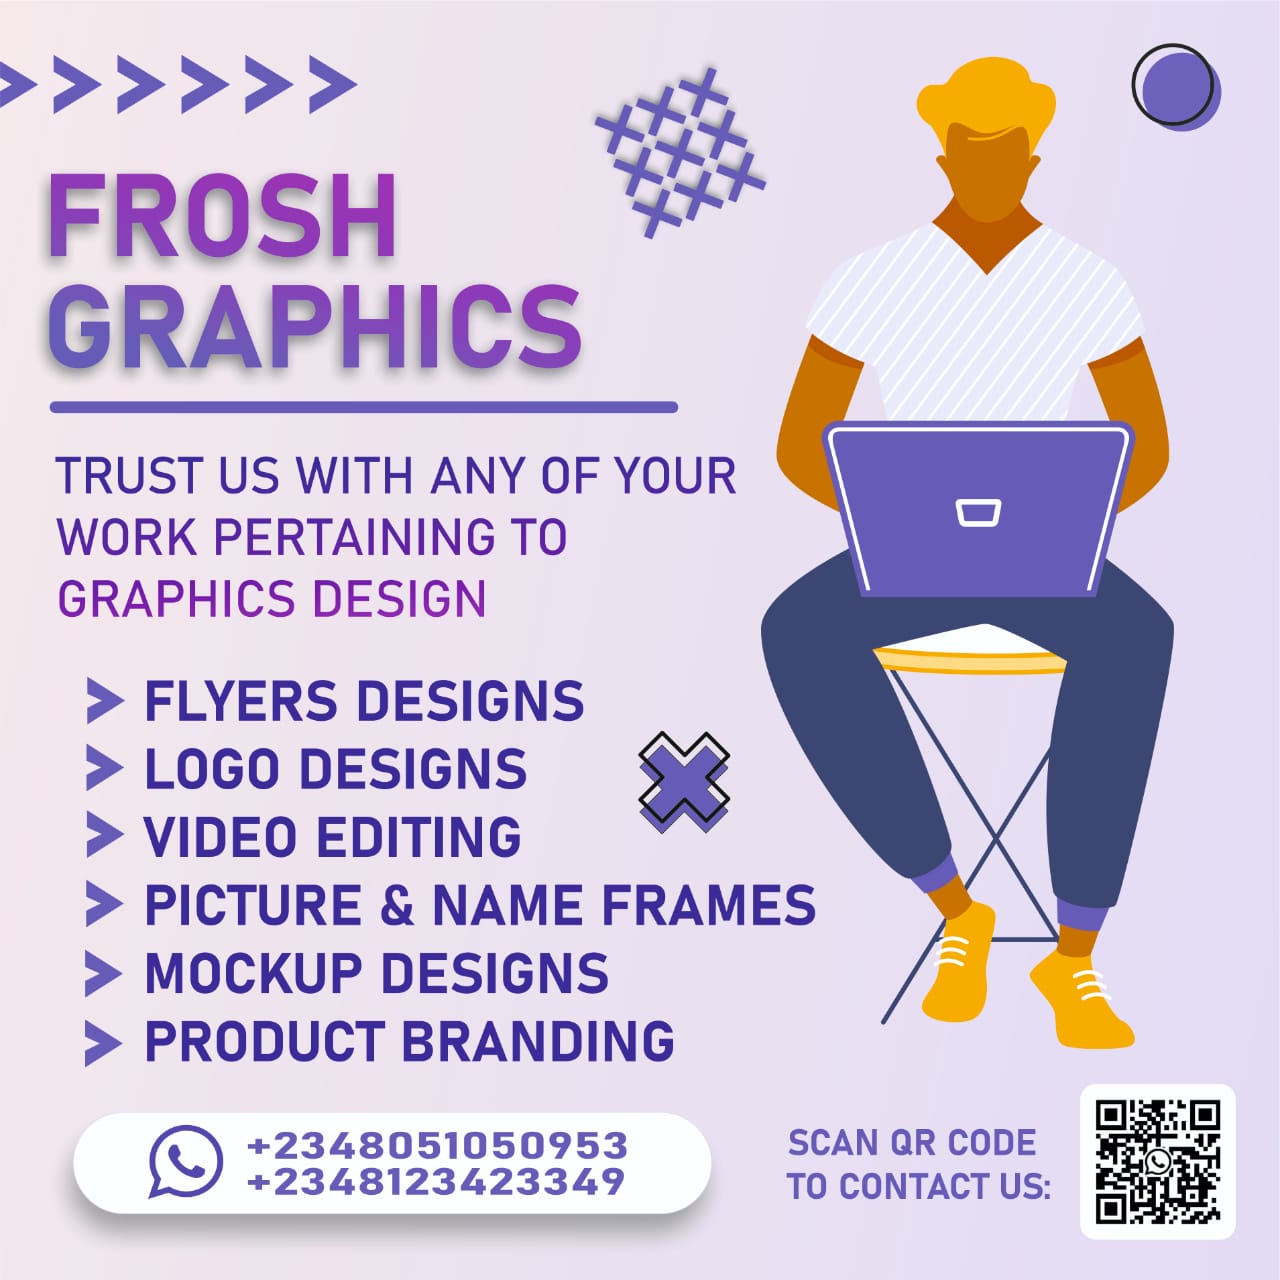 FROSH
GRAPHICS
TRUST US WITH ANY OF YOUR
WORK PERTAINING TO
GRAPHICS DESIGN
FLYERS DESIGNS
LOGO DESIGNS
VIDEO EDITING
PICTURE & NAME FRAMES
MOCKUP DESIGNS
PRODUCT BRANDING
+2348051050953
+2348123423349
SCAN QR CODE
TO CONTACT US: